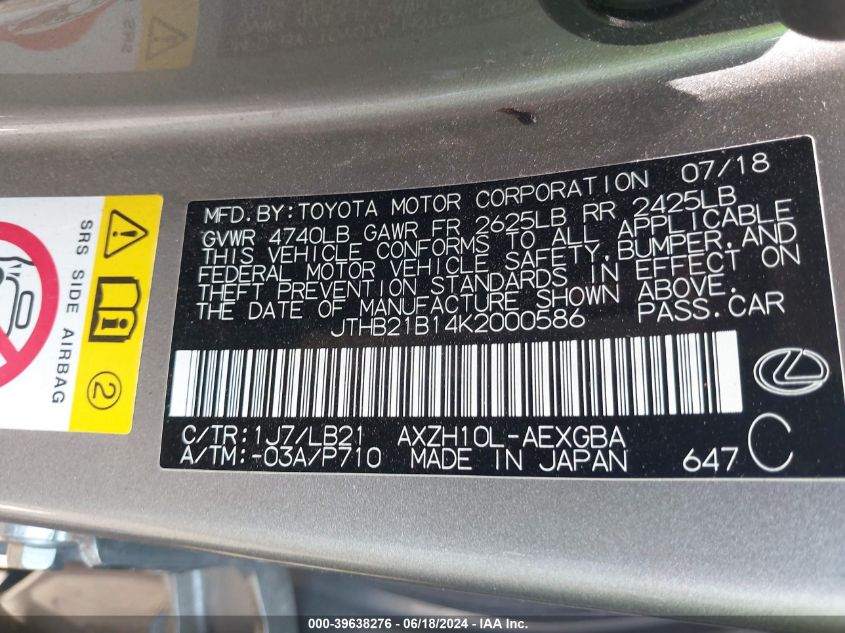 MFD. BY: TOYOTA MOTOR CORPORATION 07/18
GVWR 4740LB GAWR FR 2625LB RR 2425LB
THIS VEHICLE CONFORMS TO ALL APPLICABLE
FEDERAL MOTOR VEHICLE SAFETY, BUMPER, AND
THEFT PREVENTION STANDARDS IN EFFECT ON
THE DATE OF MANUFACTURE SHOWN ABOVE.
JTHB21B14K2000586 PASS. CAR
C/TR: 1J7/LB21 AXZH10L-AEXGBA
A/TM: -03A/P710 MADE IN JAPAN 647 C
SRS SIDE AIRBAG
2
000-39638276 - 06/18/2024 - IAAI.com